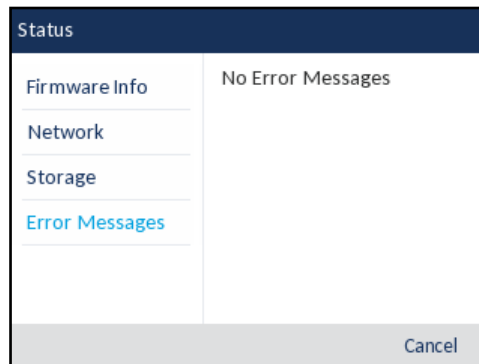 Status
Firmware Info
No Error Messages
Network
Storage
Error Messages
Cancel